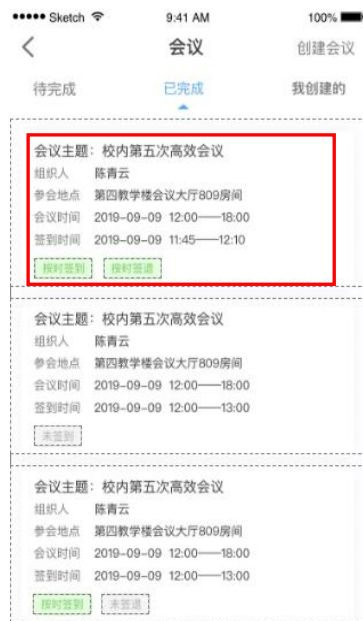 Sketch 9:41 AM 100%
会议 创建会议
待完成 已完成 我创建的
会议主题：校内第五次高效会议
组织人 陈青云
参会地点 第四教学楼会议大厅809房间
会议时间 2019-09-09 12:00——18:00
签到时间 2019-09-09 11:45——12:10
按时签到 按时签退
会议主题：校内第五次高效会议
组织人 陈青云
参会地点 第四教学楼会议大厅809房间
会议时间 2019-09-09 12:00——18:00
签到时间 2019-09-09 12:00——13:00
未签到
会议主题：校内第五次高效会议
组织人 陈青云
参会地点 第四教学楼会议大厅809房间
会议时间 2019-09-09 12:00——18:00
签到时间 2019-09-09 12:00——13:00
按时签到 未签退